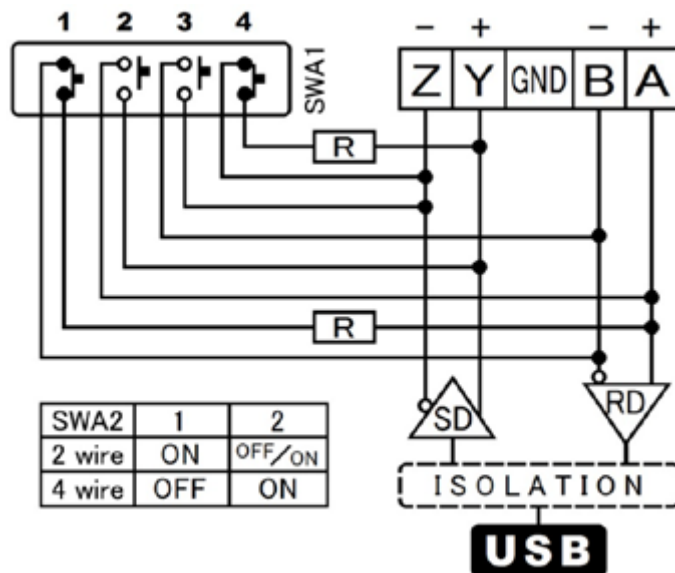 1 2 3 4
SWA1
− + − +
Z Y GND B A
R
R
SD
RD
SWA2 1 2
2 wire ON OFF/ON
4 wire OFF ON
ISOLATION
USB